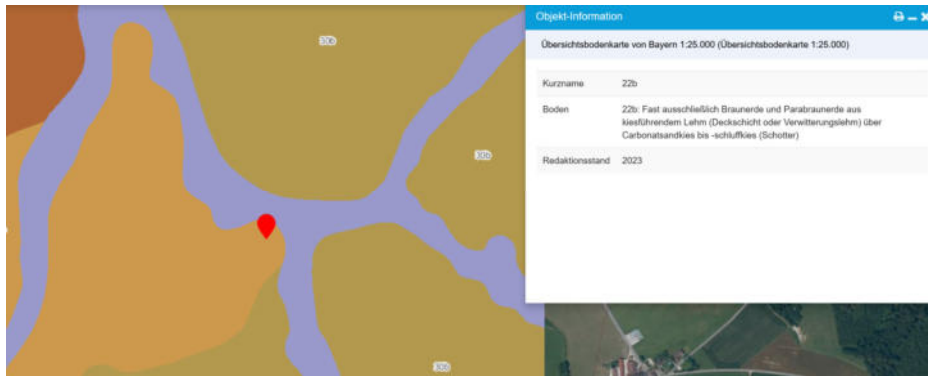 30b
30b
30b
Objekt-Information
Übersichtsbodenkarte von Bayern 1:25.000 (Übersichtsbodenkarte 1:25.000)
Kurzname 22b
Boden 22b: Fast ausschließlich Braunerde und Parabraunerde aus
kiesführendem Lehm (Deckschicht oder Verwitterungslehm) über
Carbonatsandkies bis -schluffkies (Schotter)
Redaktionsstand 2023